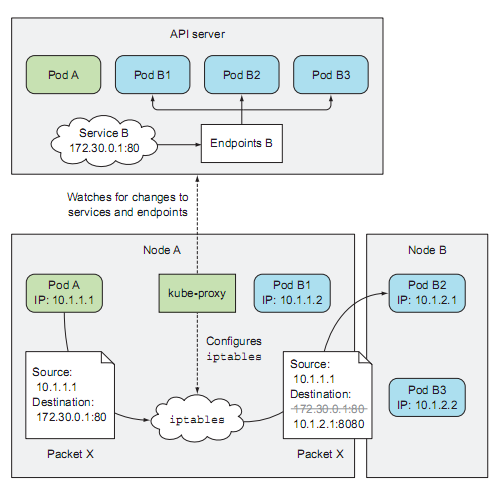 API server
Pod A
Pod B1
Pod B2
Pod B3
Service B
172.30.0.1:80
Endpoints B
Watches for changes to
services and endpoints
Node A
Node B
Pod A
IP: 10.1.1.1
kube-proxy
Pod B1
IP: 10.1.1.2
Pod B2
IP: 10.1.2.1
Configures
iptables
Source:
10.1.1.1
Destination:
172.30.0.1:80
Packet X
iptables
Source:
10.1.1.1
Destination:
172.30.0.1:80
10.1.2.1:8080
Packet X
Pod B3
IP: 10.1.2.2